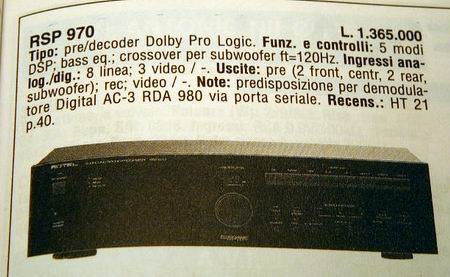 RSP 970 L. 1.365.000
Tipo: pre/decoder Dolby Pro Logic. Funz. e controlli: 5 modi
DSP; bass eq.; crossover per subwoofer ft=120Hz. Ingressi ana-
log./dig.: 8 linea; 3 video / -. Uscite: pre (2 front, centr, 2 rear,
subwoofer); rec; video / -. Note: predisposizione per demodula-
tore Digital AC-3 RDA 980 via porta seriale. Recens.: HT 21
p.40.
ROTEL